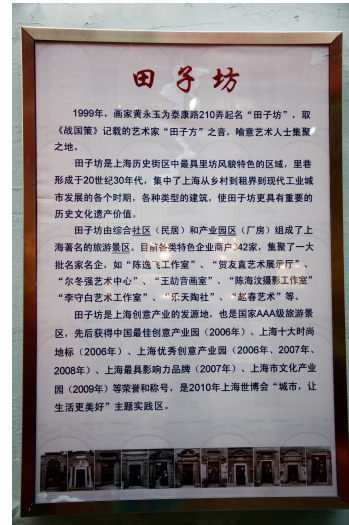 田子坊
1999年，画家黄永玉为泰康路210弄起名“田子坊”，取
《战国策》记载的艺术家“田子方”之音，喻意艺术人士集聚
之地。
田子坊是上海历史街区中最具里坊风貌特色的区域，里巷
形成于20世纪30年代，集中了上海从乡村到租界到现代工业城
市发展的各个时期，各种类型的建筑，使田子坊更具有重要的
历史文化遗产价值。
田子坊由综合社区（民居）和产业园区（厂房）组成了上
海著名的旅游景区。目前各类特色企业商户342家，集聚了一大
批名家名企，如“陈逸飞工作室”、“贺友直艺术展示厅”、
“尔冬强艺术中心”、“王劼音画室”、“陈海汶摄影工作室”
“李守白艺术工作室”、“乐天陶社”、“赵春艺术”等。
田子坊是上海创意产业的发源地，也是国家AAA级旅游景
区，先后获得中国最佳创意产业园（2006年）、上海十大时尚
地标（2006年）、上海优秀创意产业园（2006年、2007年、
2008年）、上海最具影响力品牌（2007年）、上海市文化产业
园（2009年）等荣誉和称号，是2010年上海世博会“城市，让
生活更美好”主题实践区。